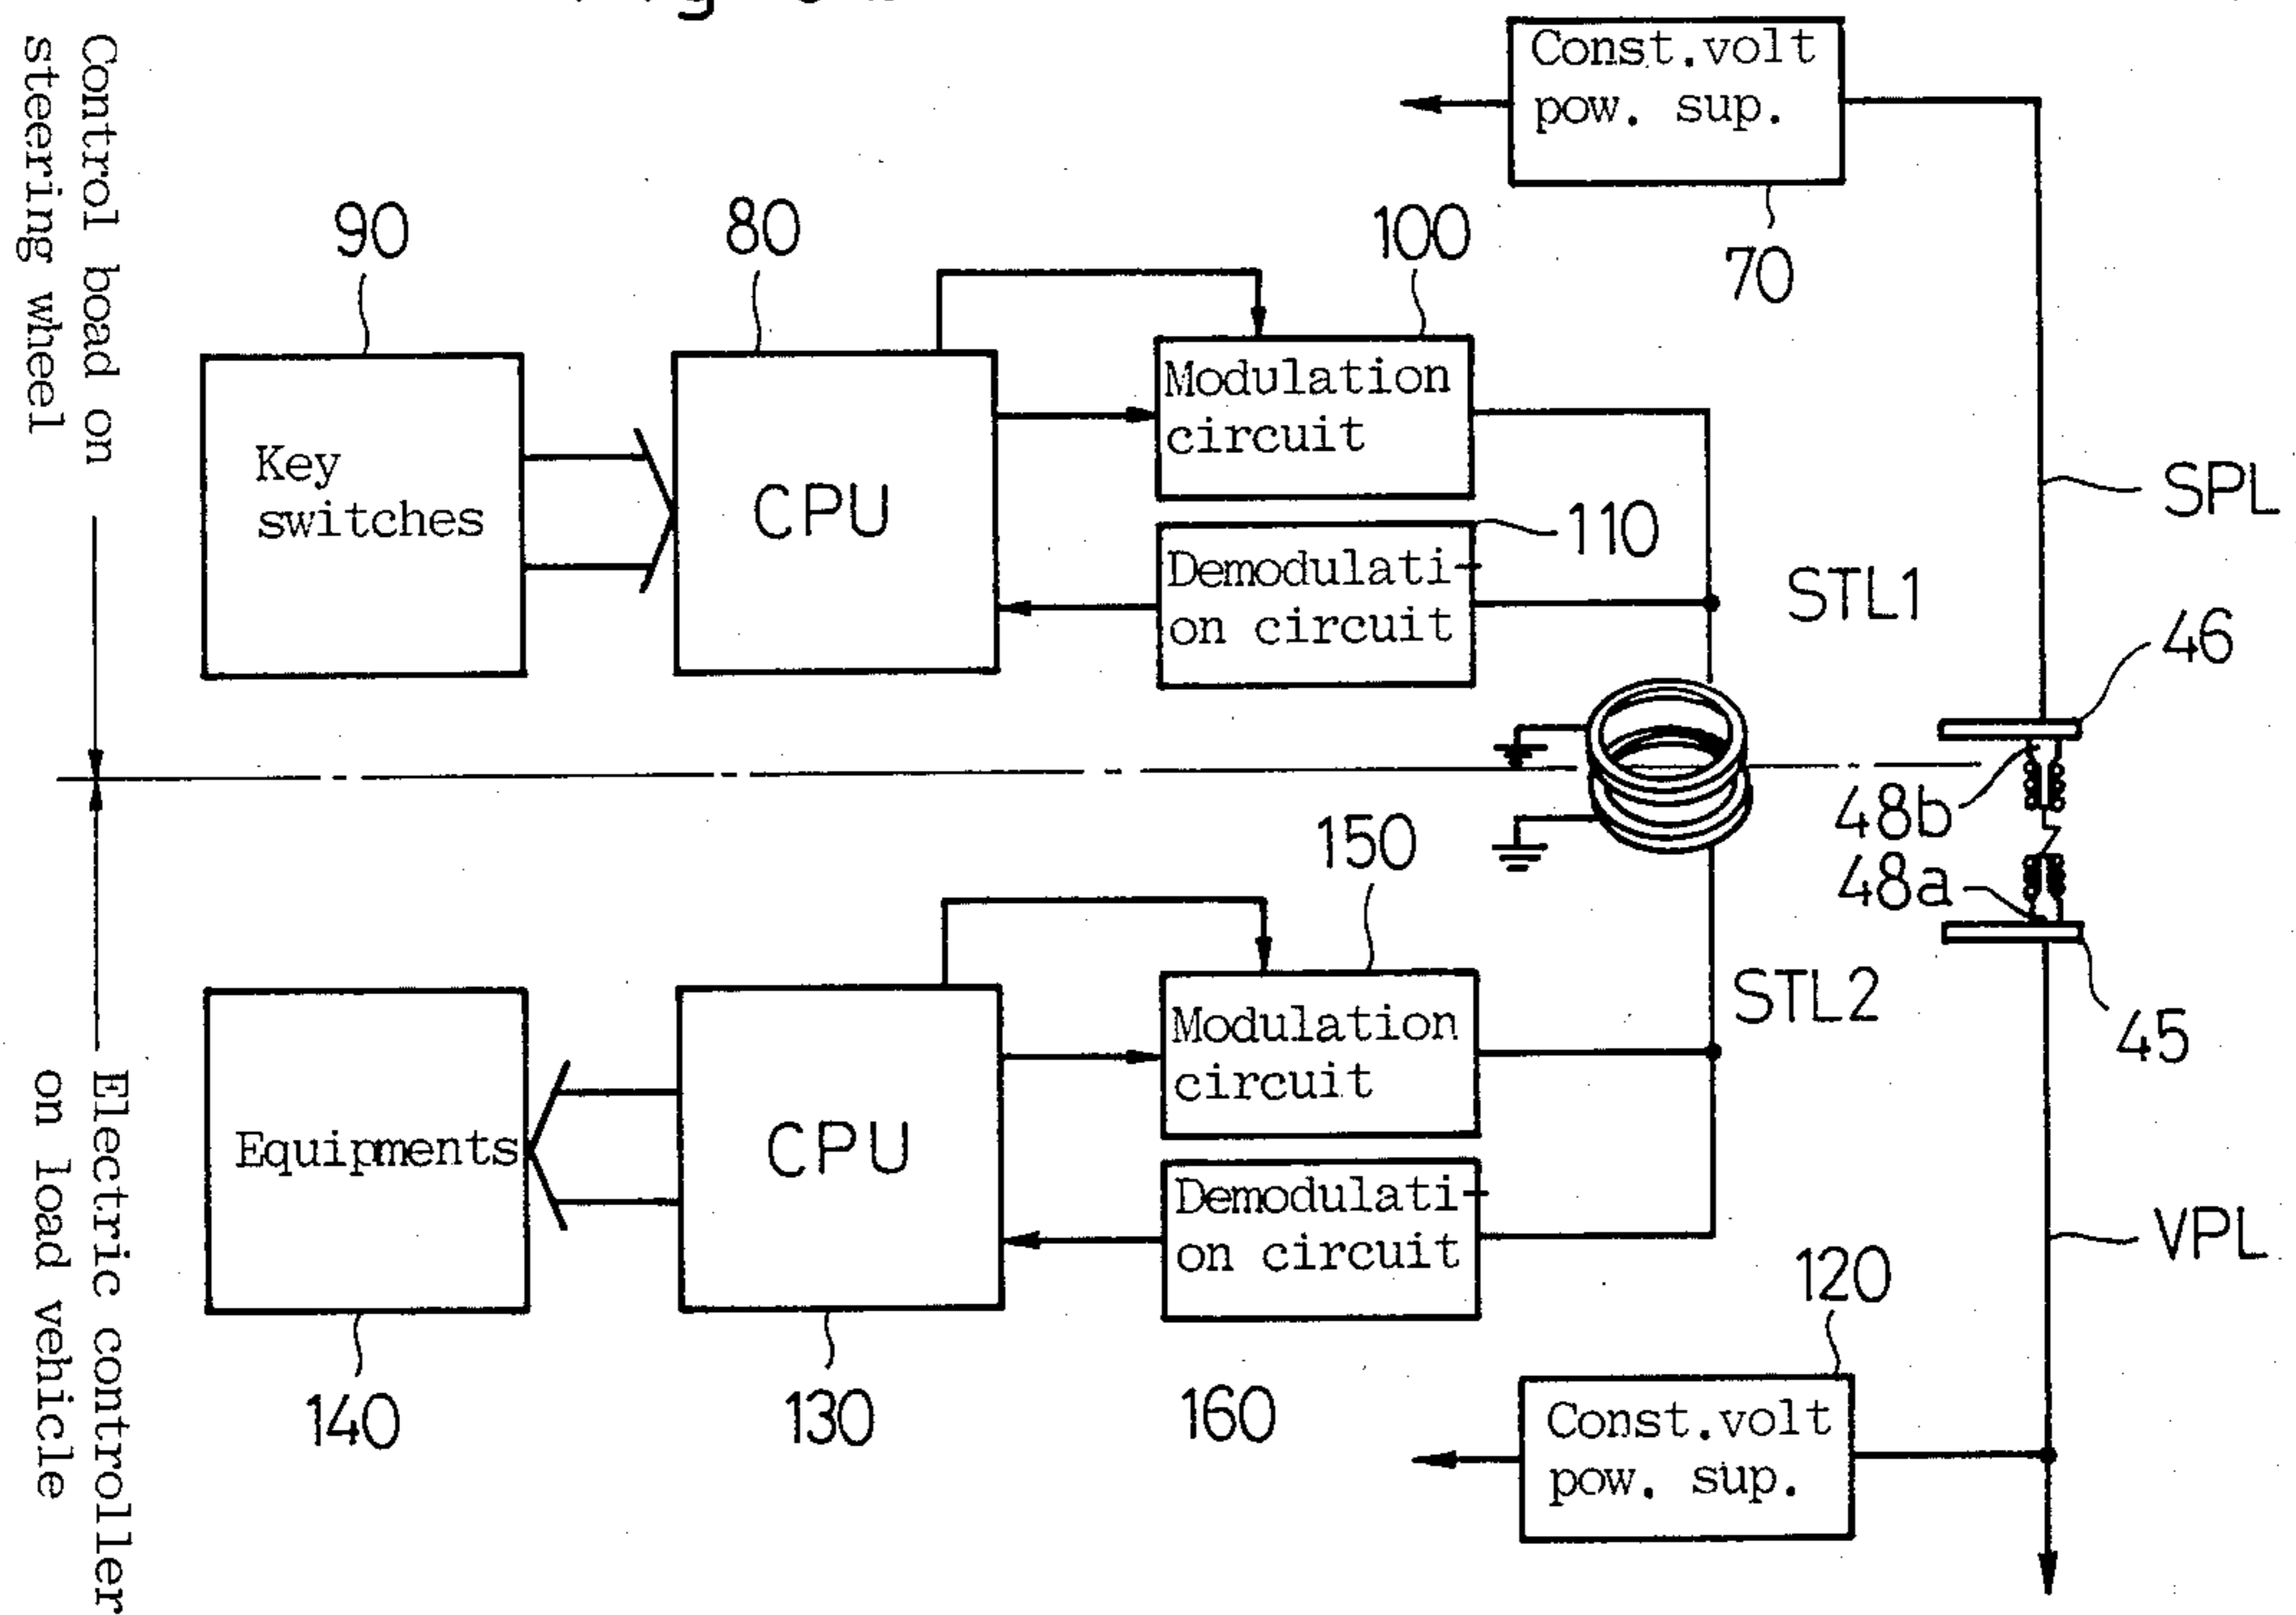 Const.volt
pow. sup.
70
Control boad on
steering wheel
90
80
100
Key
switches
CPU
Modulation
circuit
110
Demodulati-
on circuit
STL1
SPL
46
48b
48a
45
150
STL2
Modulation
circuit
Equipments
CPU
Demodulati-
on circuit
VPL
120
140
130
160
Const.volt
pow. sup.
Electric controller
on load vehicle